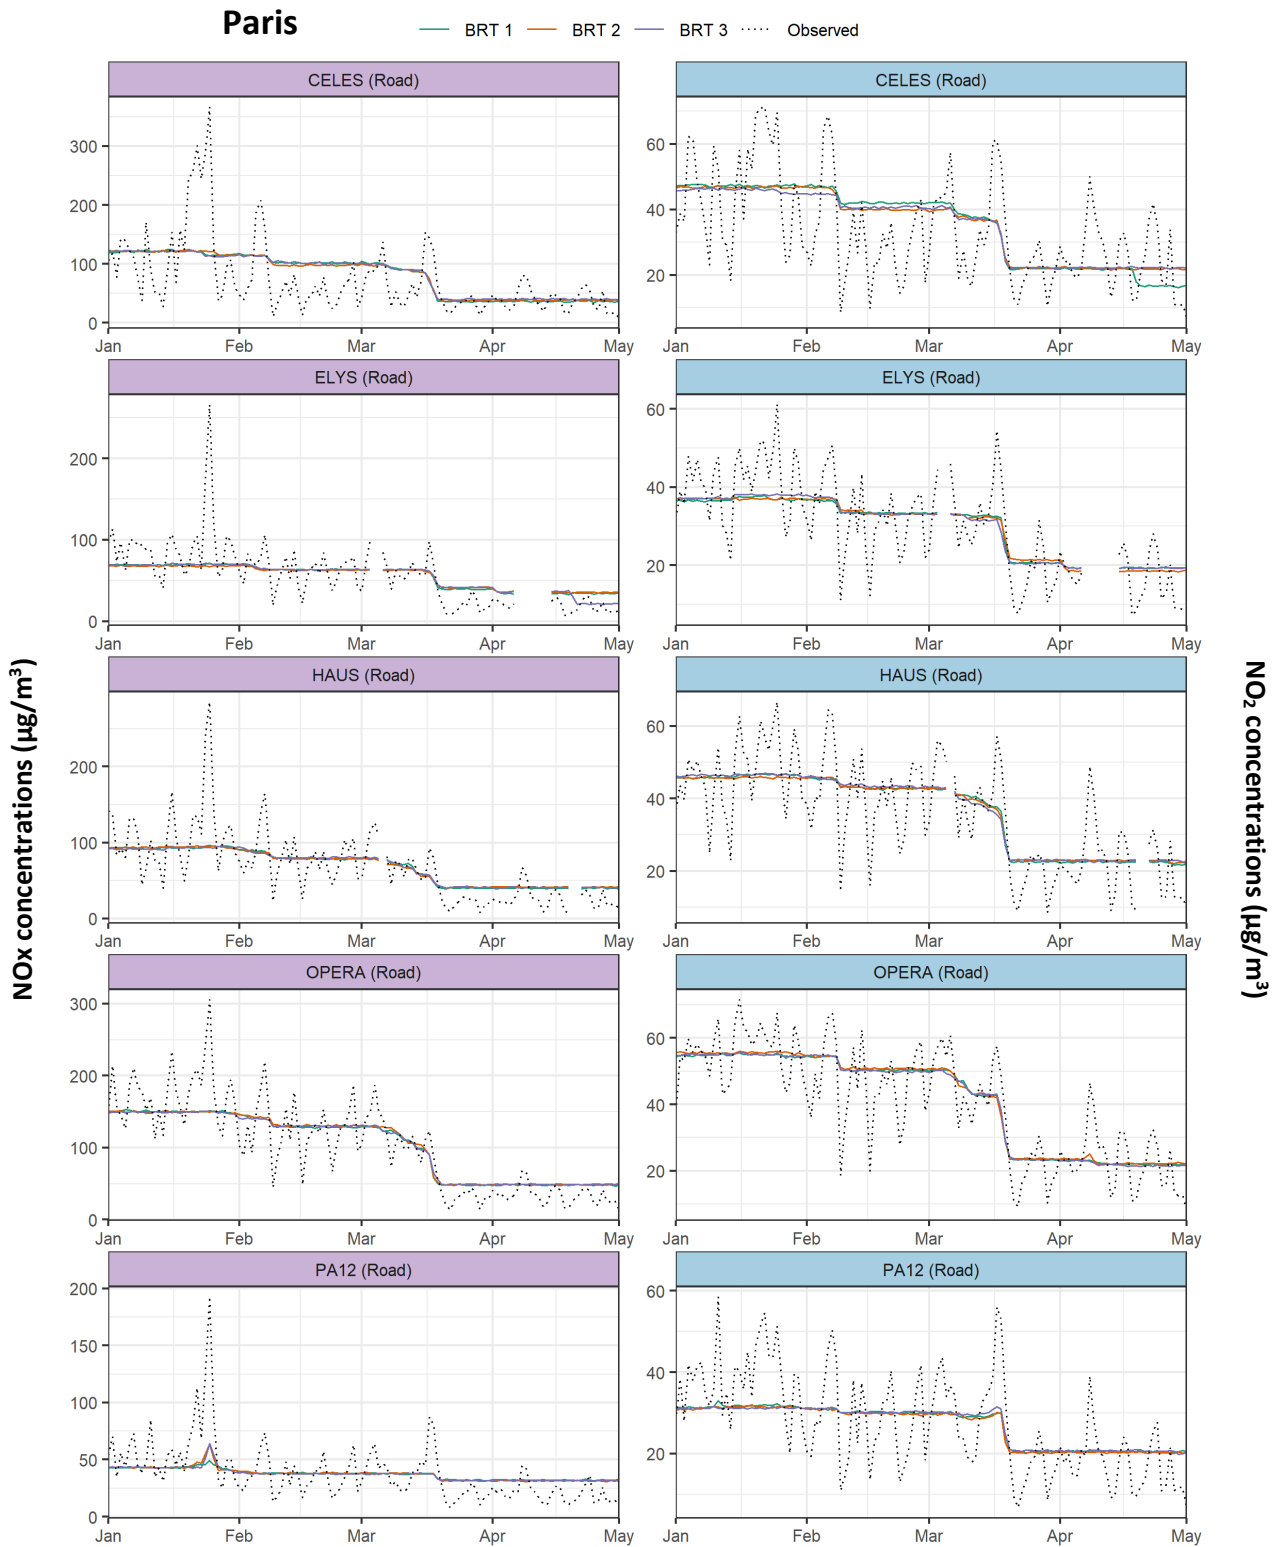 Paris
BRT 1 BRT 2 BRT 3 Observed
CELES (Road)
300
200
100
0
Jan Feb Mar Apr May
CELES (Road)
60
40
20
Jan Feb Mar Apr May
ELYS (Road)
200
100
0
Jan Feb Mar Apr May
ELYS (Road)
60
40
20
Jan Feb Mar Apr May
HAUS (Road)
200
100
0
Jan Feb Mar Apr May
HAUS (Road)
60
40
20
Jan Feb Mar Apr May
OPERA (Road)
300
200
100
0
Jan Feb Mar Apr May
OPERA (Road)
60
40
20
Jan Feb Mar Apr May
PA12 (Road)
200
150
100
50
0
Jan Feb Mar Apr May
PA12 (Road)
60
40
20
Jan Feb Mar Apr May
NOx concentrations (µg/m³)
NO₂ concentrations (µg/m³)